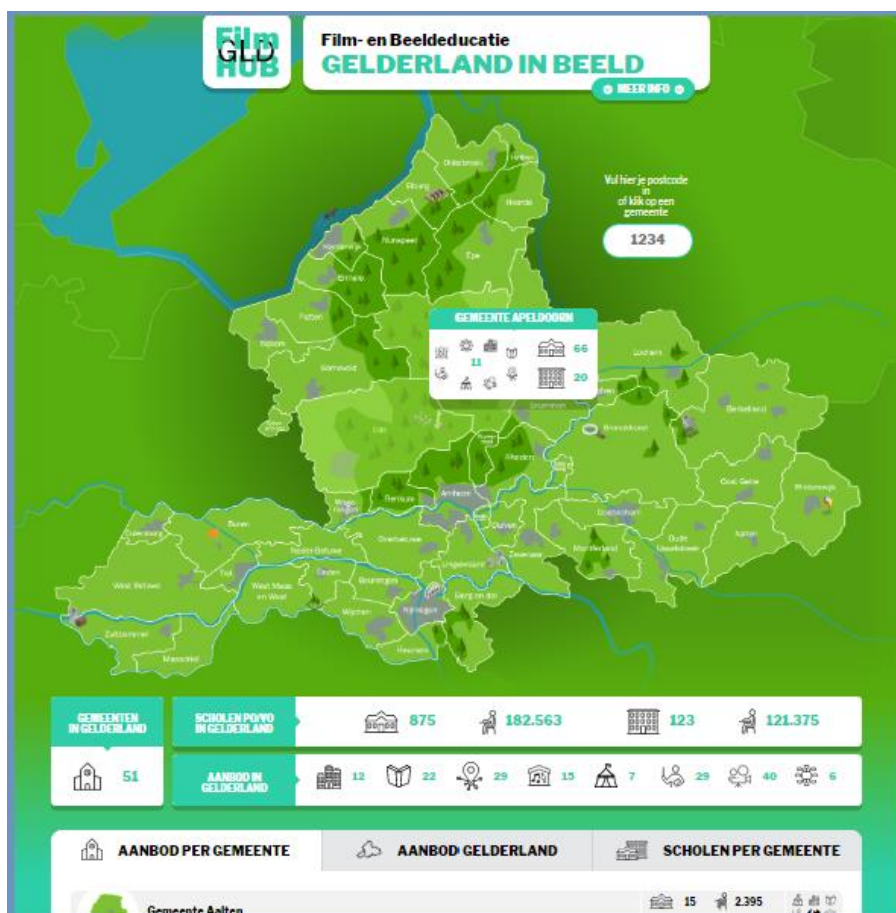 Film
GLD
HUB
Film- en Beeldeducatie
GELDERLAND IN BEELD
MEER INFO
Vul hier je postcode
in
of klik op een
gemeente
1234
Oldebroek
Hattem
Elburg
Heerde
Nunspeet
Harderwijk
Epe
Ermelo
Putten
Nijkerk
Barneveld
GEMEENTE APELDOORN
66
11
20
Lochem
Brummen
Berkelland
Ede
Bronckhorst
Rheden
Oost Gelre
Winterswijk
Renkum
Arnhem
Doetinchem
Duiven
Buren
Culemborg
Overbetuwe
Zevenaar
Montferland
Oude
IJsselstreek
Aalten
Neder-Betuwe
Lingewaard
Tiel
West Betuwe
West Maas
en Waal
Druten
Beuningen
Berg en Dal
Wijchen
Nijmegen
Zaltbommel
Heumen
Maasdriel
GEMEENTEN
IN GELDERLAND
SCHOLEN PO/VO
IN GELDERLAND
875
182.563
123
121.375
51
AANBOD IN
GELDERLAND
12
22
29
15
7
29
40
6
AANBOD PER GEMEENTE
AANBOD GELDERLAND
SCHOLEN PER GEMEENTE
Gemeente Aalten
15
2.395